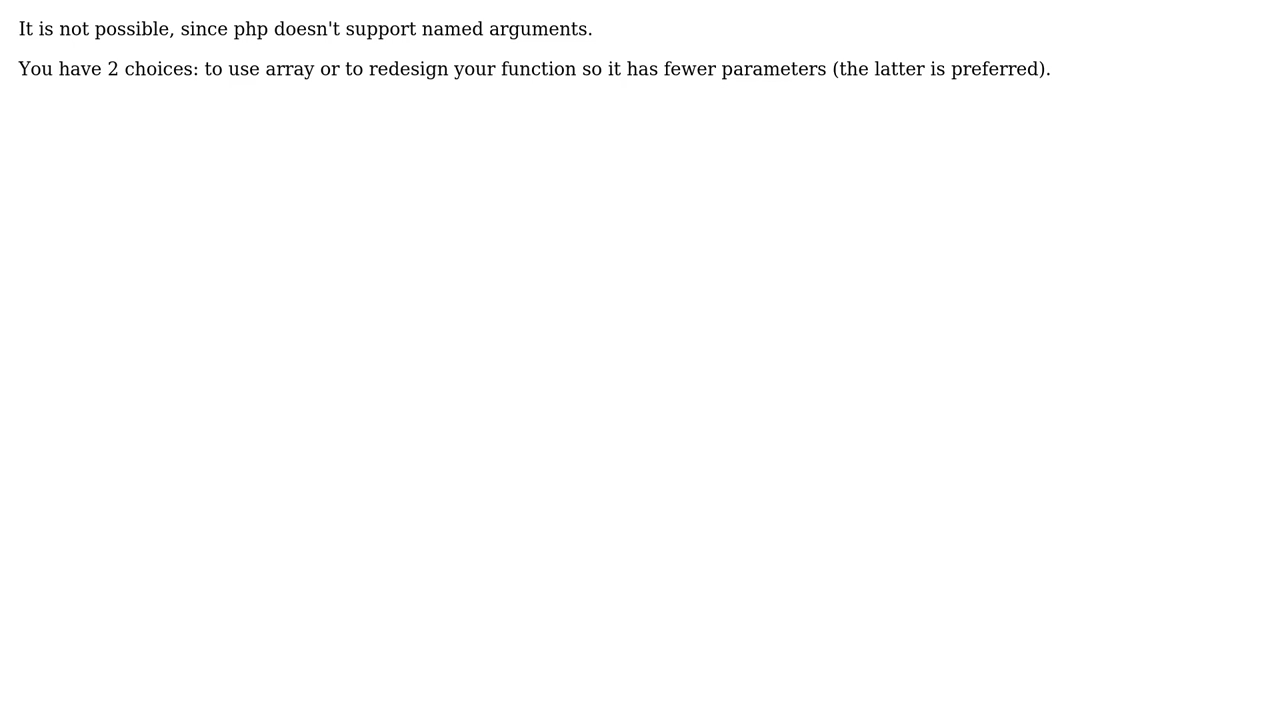 It is not possible, since php doesn't support named arguments.
You have 2 choices: to use array or to redesign your function so it has fewer parameters (the latter is preferred).